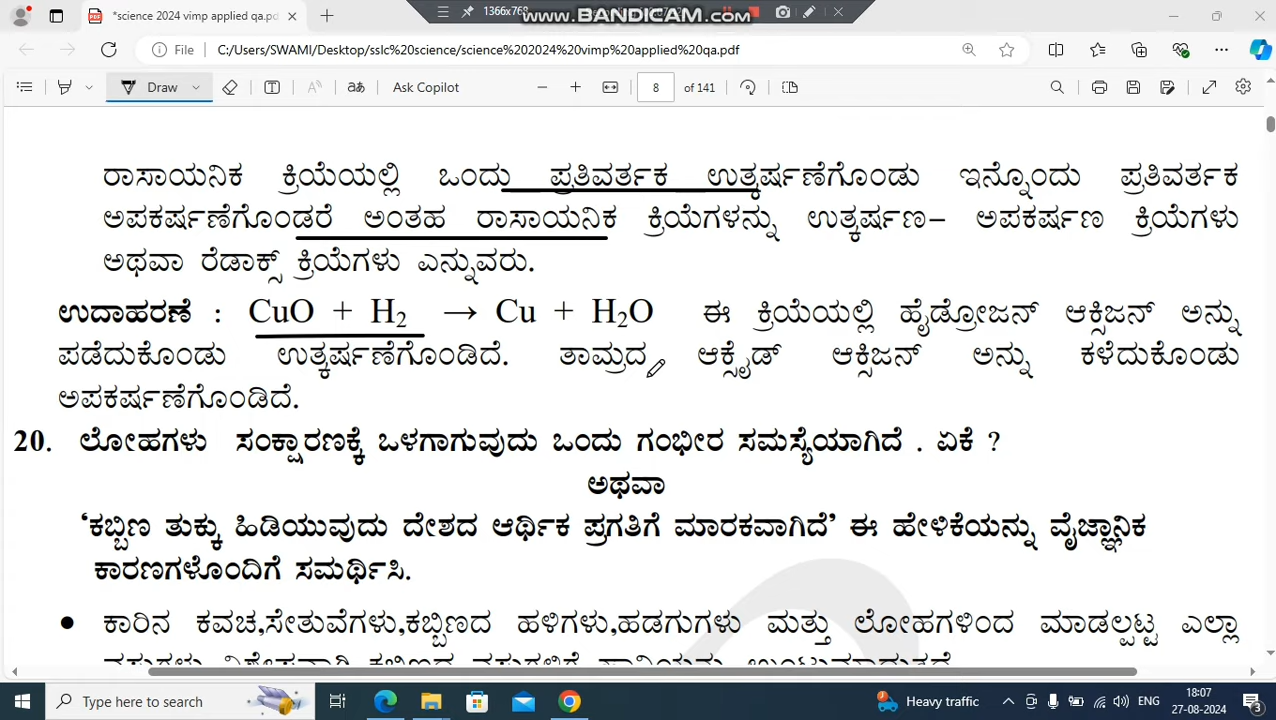 *science 2024 vimp applied qa.pd
1366x768
www.BANDICAM.com
File C:/Users/SWAMI/Desktop/sslc%20science/science%202024%20vimp%20applied%20qa.pdf
Draw Ask Copilot 8 of 141
ರಾಸಾಯನಿಕ ಕ್ರಿಯೆಯಲ್ಲಿ ಒಂದು ಪ್ರತಿವರ್ತಕ ಉತ್ಕರ್ಷಣೆಗೊಂಡು ಇನ್ನೊಂದು ಪ್ರತಿವರ್ತಕ
ಅಪಕರ್ಷಣೆಗೊಂಡರೆ ಅಂತಹ ರಾಸಾಯನಿಕ ಕ್ರಿಯೆಗಳನ್ನು ಉತ್ಕರ್ಷಣ– ಅಪಕರ್ಷಣ ಕ್ರಿಯೆಗಳು
ಅಥವಾ ರೆಡಾಕ್ಸ್ ಕ್ರಿಯೆಗಳು ಎನ್ನುವರು.
ಉದಾಹರಣೆ : CuO + H₂ → Cu + H₂O ಈ ಕ್ರಿಯೆಯಲ್ಲಿ ಹೈಡ್ರೋಜನ್ ಆಕ್ಸಿಜನ್ ಅನ್ನು
ಪಡೆದುಕೊಂಡು ಉತ್ಕರ್ಷಣೆಗೊಂಡಿದೆ. ತಾಮ್ರದ ಆಕ್ಸೈಡ್ ಆಕ್ಸಿಜನ್ ಅನ್ನು ಕಳೆದುಕೊಂಡು
ಅಪಕರ್ಷಣೆಗೊಂಡಿದೆ.
20. ಲೋಹಗಳು ಸಂಕ್ಷಾರಣಕ್ಕೆ ಒಳಗಾಗುವುದು ಒಂದು ಗಂಭೀರ ಸಮಸ್ಯೆಯಾಗಿದೆ . ಏಕೆ ?
ಅಥವಾ
‘ಕಬ್ಬಿಣ ತುಕ್ಕು ಹಿಡಿಯುವುದು ದೇಶದ ಆರ್ಥಿಕ ಪ್ರಗತಿಗೆ ಮಾರಕವಾಗಿದೆ’ ಈ ಹೇಳಿಕೆಯನ್ನು ವೈಜ್ಞಾನಿಕ
ಕಾರಣಗಳೊಂದಿಗೆ ಸಮರ್ಥಿಸಿ.
● ಕಾರಿನ ಕವಚ,ಸೇತುವೆಗಳು,ಕಬ್ಬಿಣದ ಹಳಿಗಳು,ಹಡಗುಗಳು ಮತ್ತು ಲೋಹಗಳಿಂದ ಮಾಡಲ್ಪಟ್ಟ ಎಲ್ಲಾ
Type here to search Heavy traffic ENG 18:07
27-08-2024 3